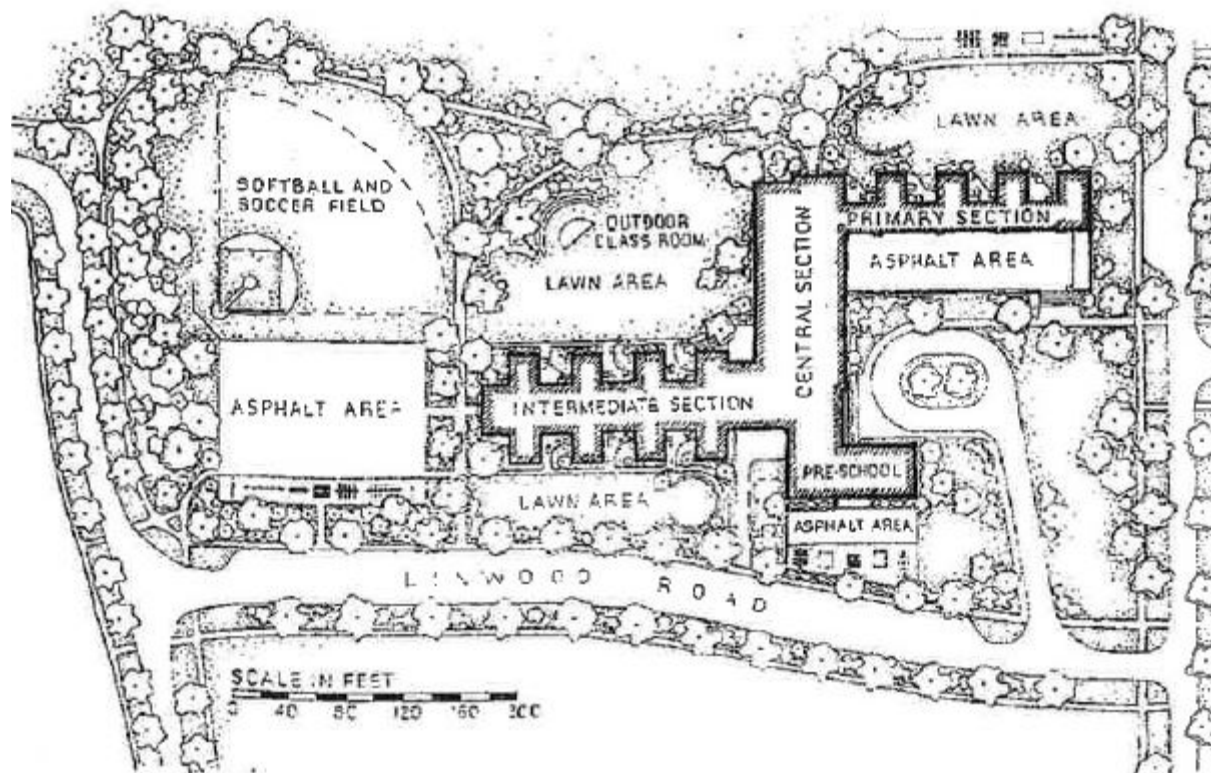 LAWN AREA
SOFTBALL AND
SOCCER FIELD
OUTDOOR
CLASS ROOM
LAWN AREA
PRIMARY SECTION
ASPHALT AREA
CENTRAL SECTION
ASPHALT AREA
INTERMEDIATE SECTION
PRE-SCHOOL
LAWN AREA
ASPHALT AREA
LINWOOD ROAD
SCALE IN FEET
0 40 80 120 160 200